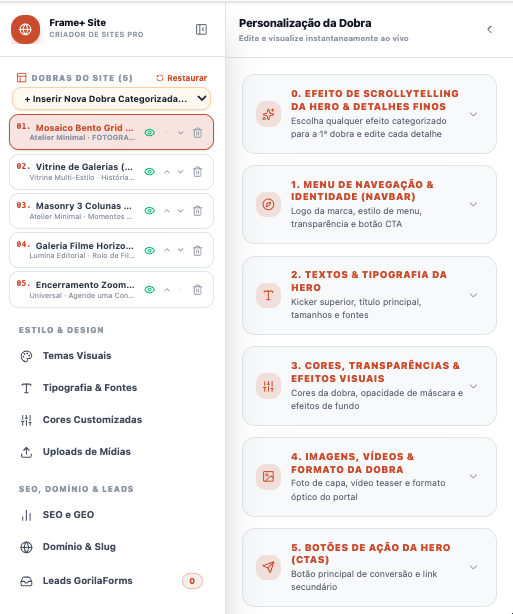 Frame+ Site
CRIADOR DE SITES PRO
DOBRAS DO SITE (5)
Restaurar
+ Inserir Nova Dobra Categorizada...
01. Mosaico Bento Grid ...
Atelier Minimal · FOTOGRA...
02. Vitrine de Galerias (...
Vitrine Multi-Estilo · História...
03. Masonry 3 Colunas ...
Atelier Minimal · Momentos ...
04. Galeria Filme Horizo...
Lumina Editorial · Rolo de Fil...
05. Encerramento Zoom...
Universal · Agende uma Con...
ESTILO & DESIGN
Temas Visuais
Tipografia & Fontes
Cores Customizadas
Uploads de Mídias
SEO, DOMÍNIO & LEADS
SEO e GEO
Domínio & Slug
Leads GorilaForms
0
Personalização da Dobra
Edite e visualize instantaneamente ao vivo
0. EFEITO DE SCROLLYTELLING
DA HERO & DETALHES FINOS
Escolha qualquer efeito categorizado
para a 1ª dobra e edite cada detalhe
1. MENU DE NAVEGAÇÃO &
IDENTIDADE (NAVBAR)
Logo da marca, estilo de menu,
transparência e botão CTA
2. TEXTOS & TIPOGRAFIA DA
HERO
Kicker superior, título principal,
tamanhos e fontes
3. CORES, TRANSPARÊNCIAS &
EFEITOS VISUAIS
Cores da dobra, opacidade de máscara e
efeitos de fundo
4. IMAGENS, VÍDEOS &
FORMATO DA DOBRA
Foto de capa, vídeo teaser e formato
óptico do portal
5. BOTÕES DE AÇÃO DA HERO
(CTAS)
Botão principal de conversão e link
secundário